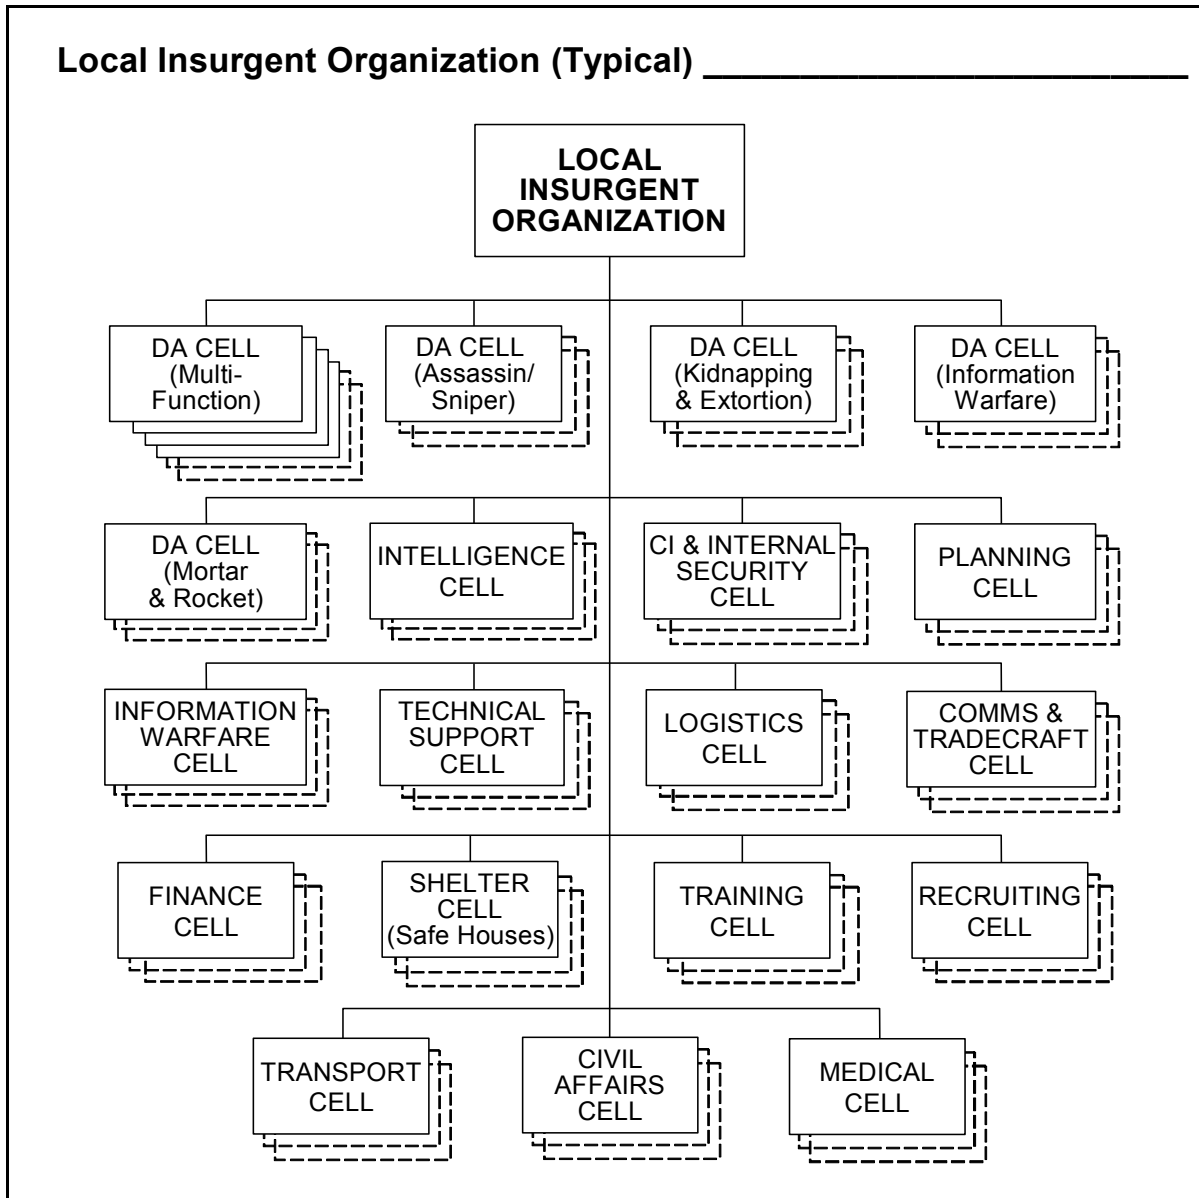 Local Insurgent Organization (Typical)
LOCAL
INSURGENT
ORGANIZATION
DA CELL
(Multi-
Function)
DA CELL
(Assassin/
Sniper)
DA CELL
(Kidnapping
& Extortion)
DA CELL
(Information
Warfare)
DA CELL
(Mortar
& Rocket)
INTELLIGENCE
CELL
CI & INTERNAL
SECURITY
CELL
PLANNING
CELL
INFORMATION
WARFARE
CELL
TECHNICAL
SUPPORT
CELL
LOGISTICS
CELL
COMMS &
TRADECRAFT
CELL
FINANCE
CELL
SHELTER
CELL
(Safe Houses)
TRAINING
CELL
RECRUITING
CELL
TRANSPORT
CELL
CIVIL
AFFAIRS
CELL
MEDICAL
CELL